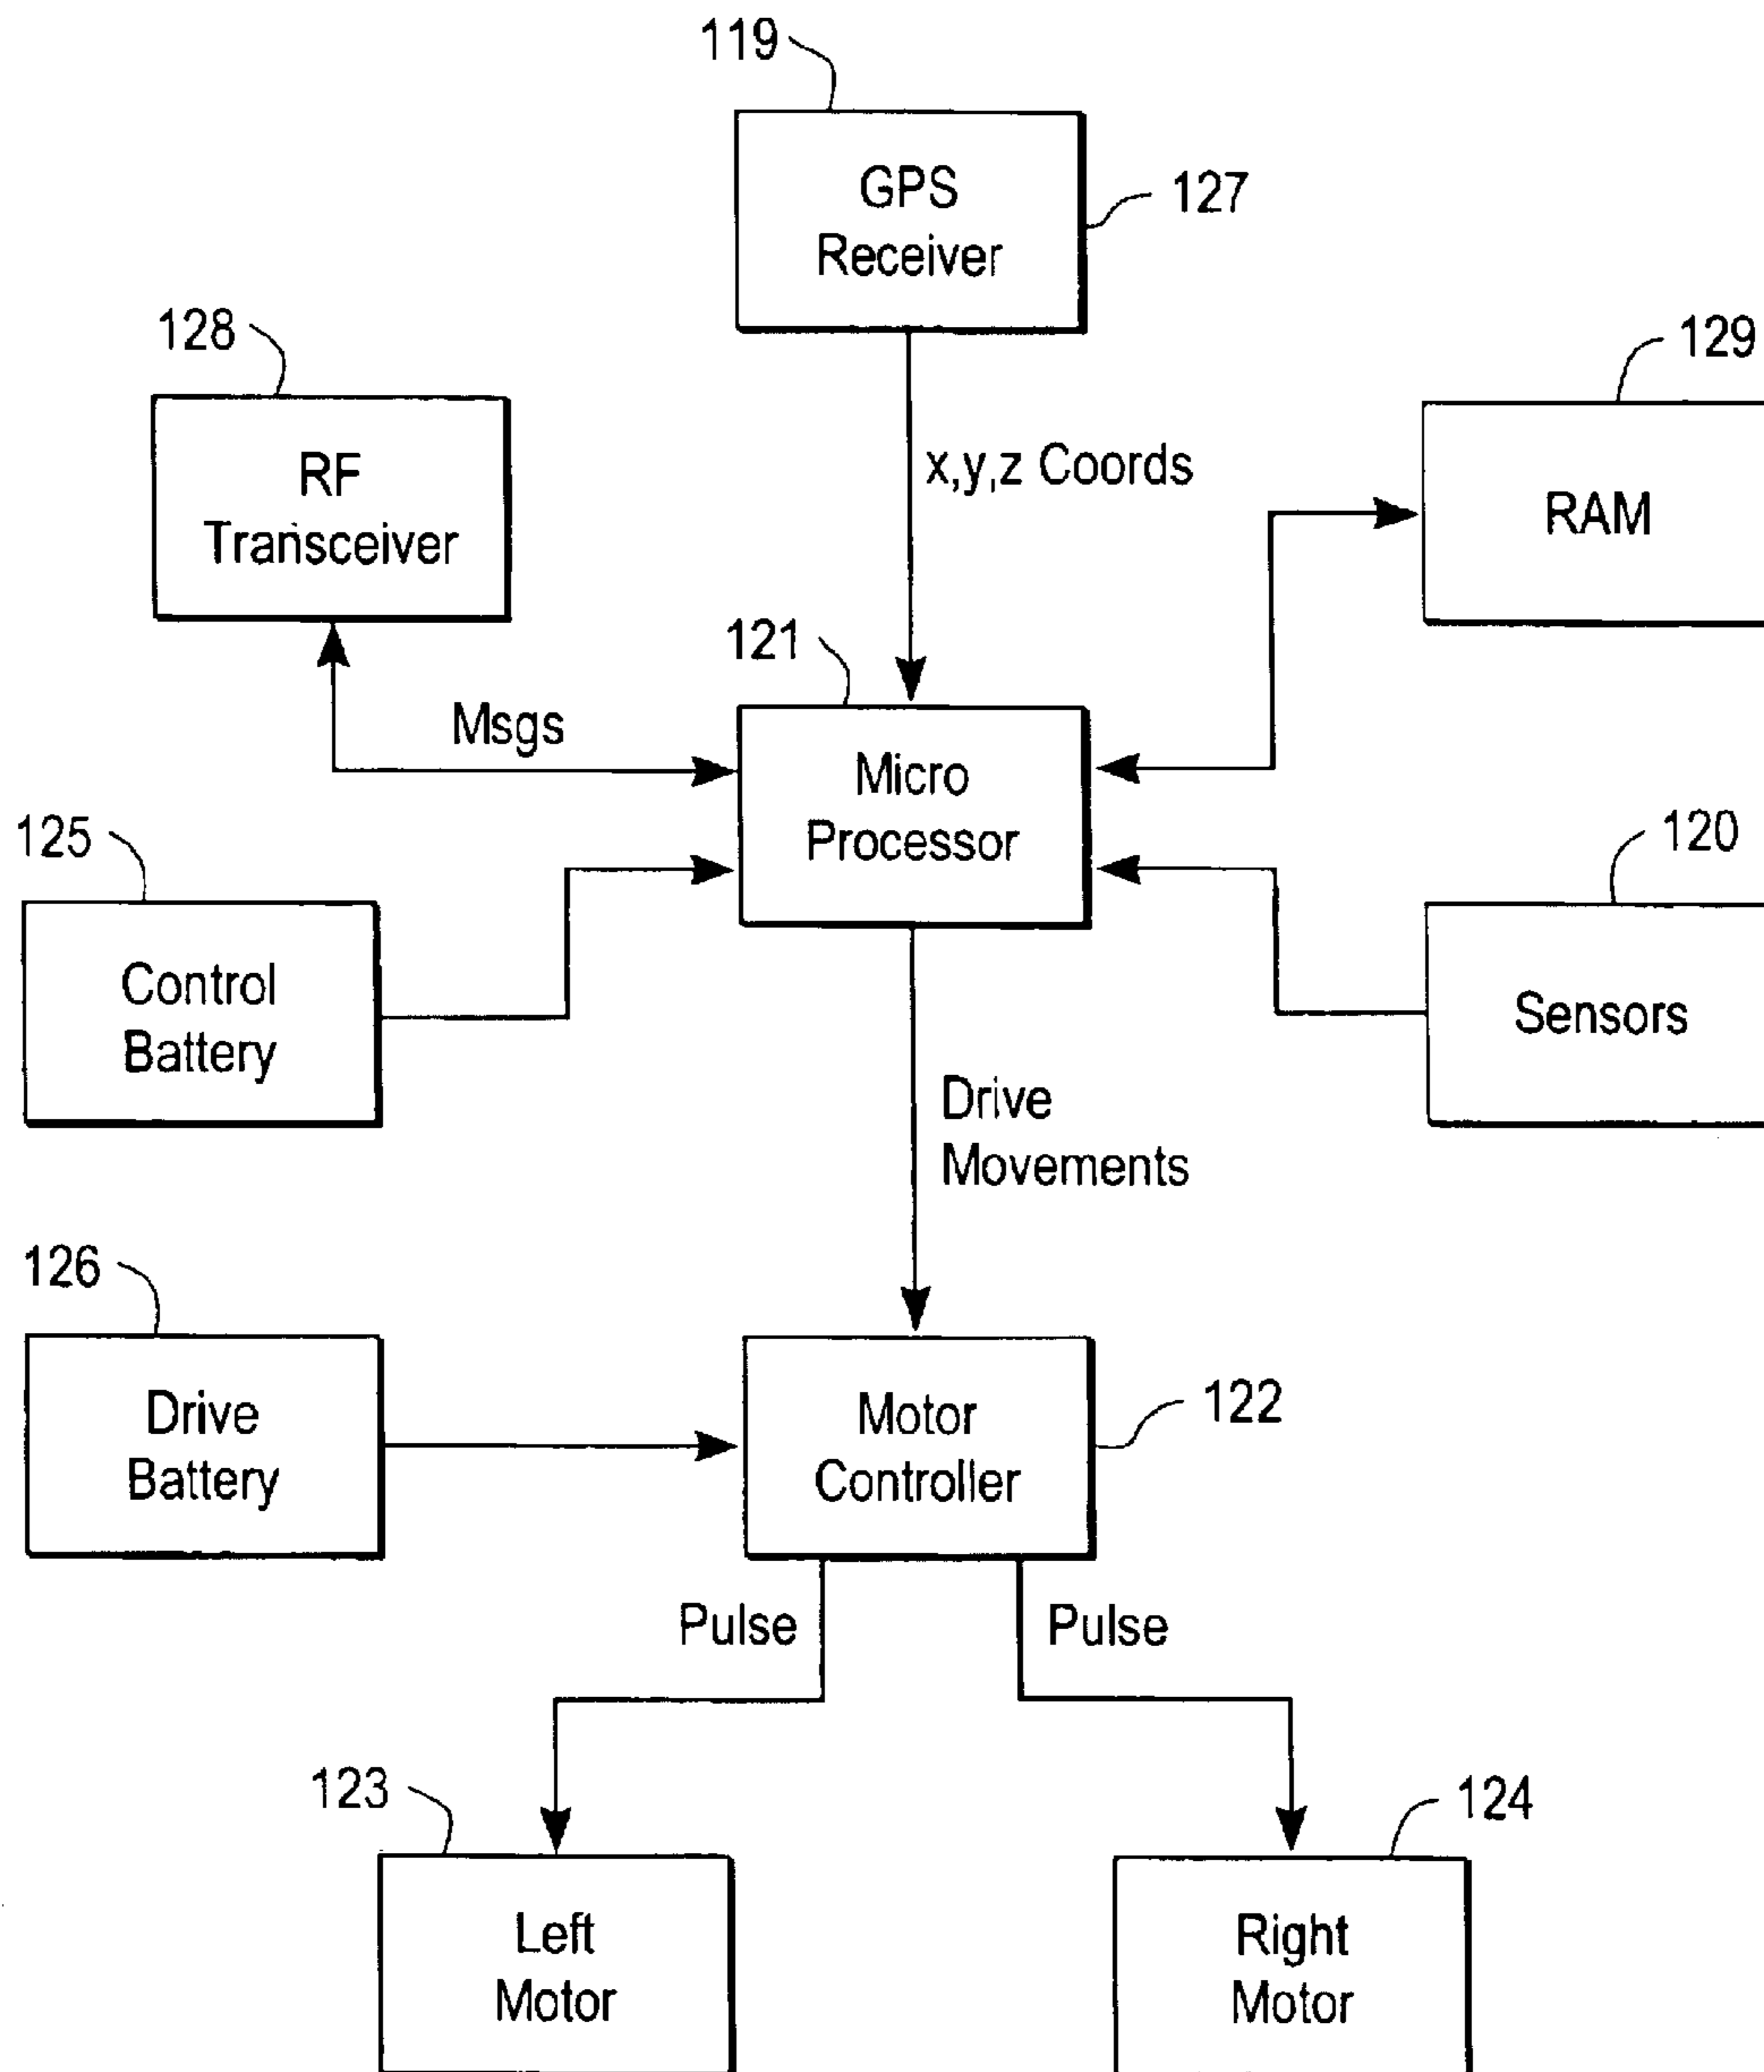 119
GPS
Receiver
127
128
RF
Transceiver
x,y,z Coords
129
RAM
121
Msgs
Micro
Processor
125
Control
Battery
120
Sensors
Drive
Movements
126
Drive
Battery
Motor
Controller
122
Pulse
Pulse
123
Left
Motor
124
Right
Motor